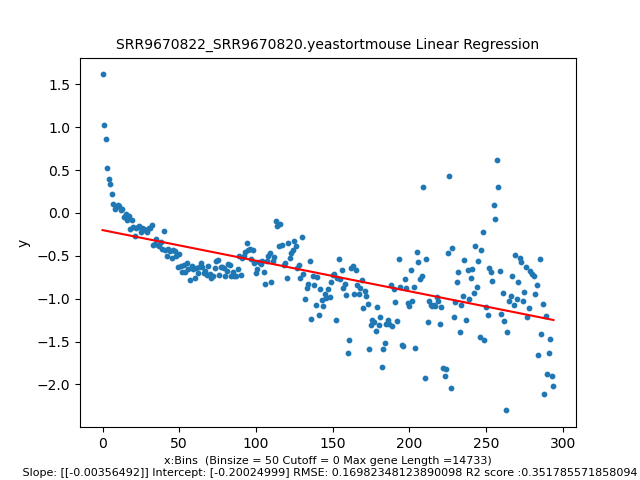 SRR9670822_SRR9670820.yeastortmouse Linear Regression
1.5
1.0
0.5
0.0
−0.5
−1.0
−1.5
−2.0
y
0 50 100 150 200 250 300
x:Bins (Binsize = 50 Cutoff = 0 Max gene Length =14733)
Slope: [[-0.00356492]] Intercept: [-0.20024999] RMSE: 0.16982348123890098 R2 score :0.351785571858094